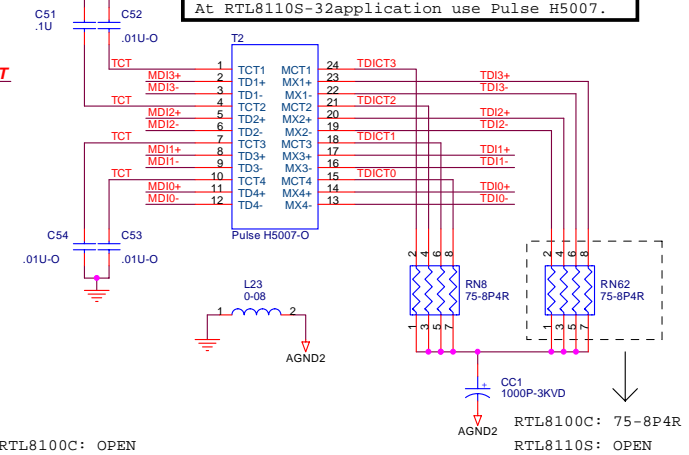 At RTL8110S-32application use Pulse H5007.
C51
.1U
C52
.01U-O
T2
TCT 1 TCT1 MCT1 24 TDICT3
MDI3+ 2 TD1+ MX1+ 23 TDI3+
MDI3- 3 TD1- MX1- 22 TDI3-
TCT 4 TCT2 MCT2 21 TDICT2
MDI2+ 5 TD2+ MX2+ 20 TDI2+
MDI2- 6 TD2- MX2- 19 TDI2-
TCT 7 TCT3 MCT3 18 TDICT1
MDI1+ 8 TD3+ MX3+ 17 TDI1+
MDI1- 9 TD3- MX3- 16 TDI1-
TCT 10 TCT4 MCT4 15 TDICT0
MDI0+ 11 TD4+ MX4+ 14 TDI0+
MDI0- 12 TD4- MX4- 13 TDI0-
Pulse H5007-O
C54
.01U-O
C53
.01U-O
L23
0-08
1 2
AGND2
2 4 6 8
RN8
75-8P4R
1 3 5 7
2 4 6 8
RN62
75-8P4R
1 3 5 7
CC1
1000P-3KVD
+
AGND2
RTL8100C: 75-8P4R
RTL8110S: OPEN
RTL8100C: OPEN